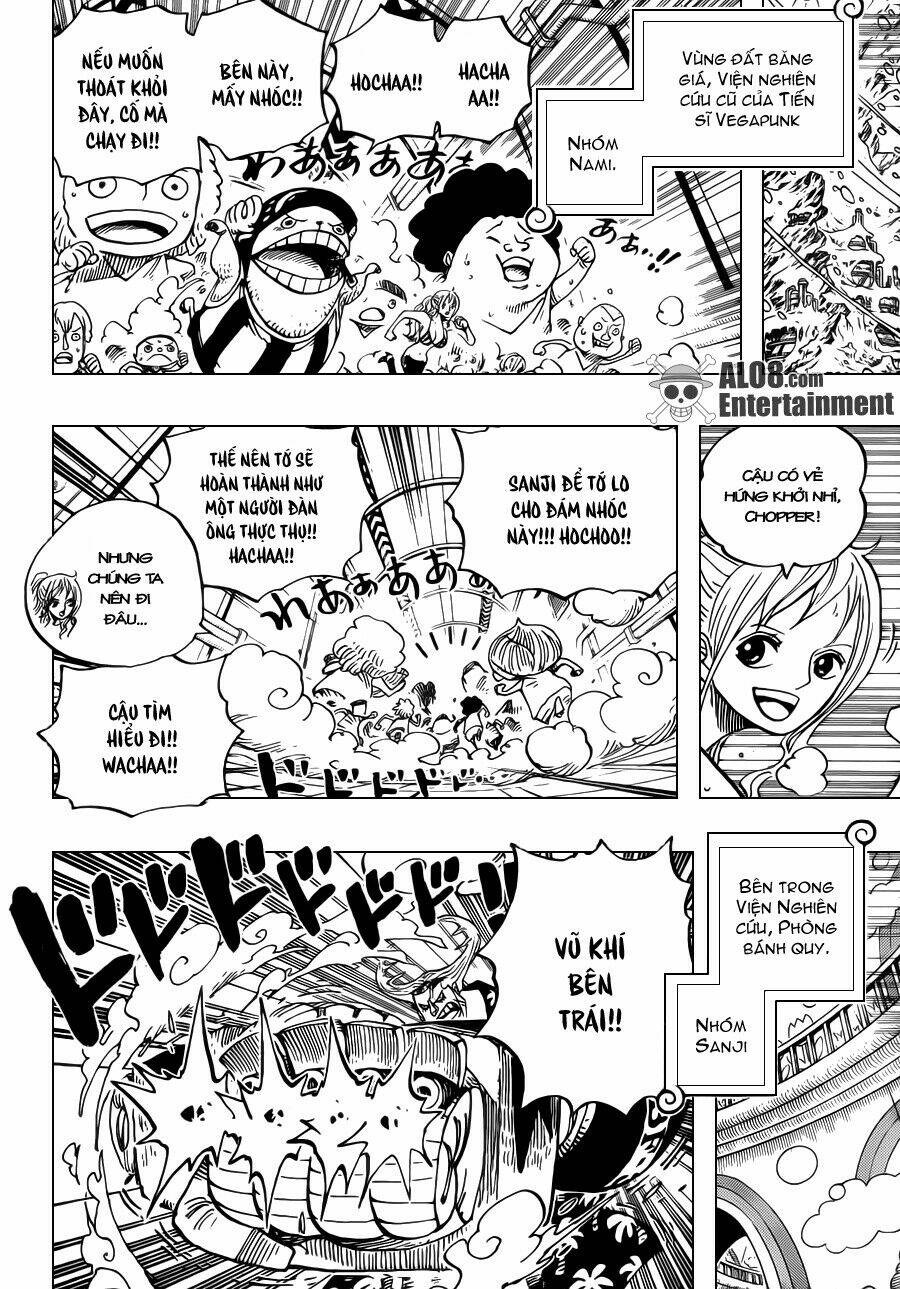 VÙNG ĐẤT BĂNG
GIÁ, VIỆN NGHIÊN
CỨU CŨ CỦA TIẾN
SĨ VEGAPUNK
NHÓM
NAMI.
HACHA
AA!!
HOCHAA!!
BÊN NÀY,
MẤY NHÓC!!
NẾU MUỐN
THOÁT KHỎI
ĐÂY, CỐ MÀ
CHẠY ĐI!!
わあぁぁぁぁ
ああ…!!
AL08.com
Entertainment
CẬU CÓ VẺ
HỨNG KHỞI NHỈ,
CHOPPER!
SANJI ĐỂ TỚ LO
CHO ĐÁM NHÓC
NÀY!!! HOCHOO!!
THẾ NÊN TỚ SẼ
HOÀN THÀNH NHƯ
MỘT NGƯỜI ĐÀN
ÔNG THỰC THỤ!!
HACHAA!!
NHƯNG
CHÚNG TA
NÊN ĐI
ĐÂU...
わあぁぁああ
CẬU TÌM
HIỂU ĐI!!
WACHAA!!
ドドドドド
BÊN TRONG
VIỆN NGHIÊN
CỨU, PHÒNG
BÁNH QUY.
NHÓM
SANJI
VŨ KHÍ
BÊN
TRÁI!!
ドドドドドドド